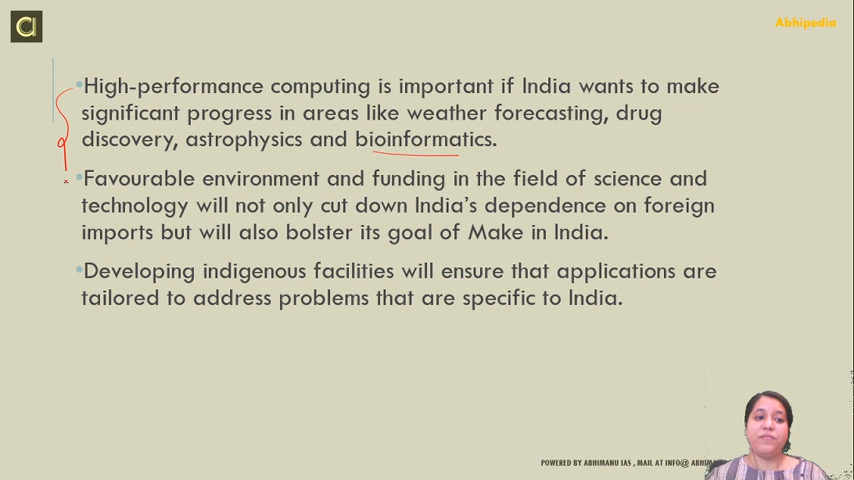 Abhipedia
•High-performance computing is important if India wants to make
significant progress in areas like weather forecasting, drug
discovery, astrophysics and bioinformatics.
•Favourable environment and funding in the field of science and
technology will not only cut down India's dependence on foreign
imports but will also bolster its goal of Make in India.
•Developing indigenous facilities will ensure that applications are
tailored to address problems that are specific to India.
POWERED BY ABHIMANU IAS , MAIL AT INFO@